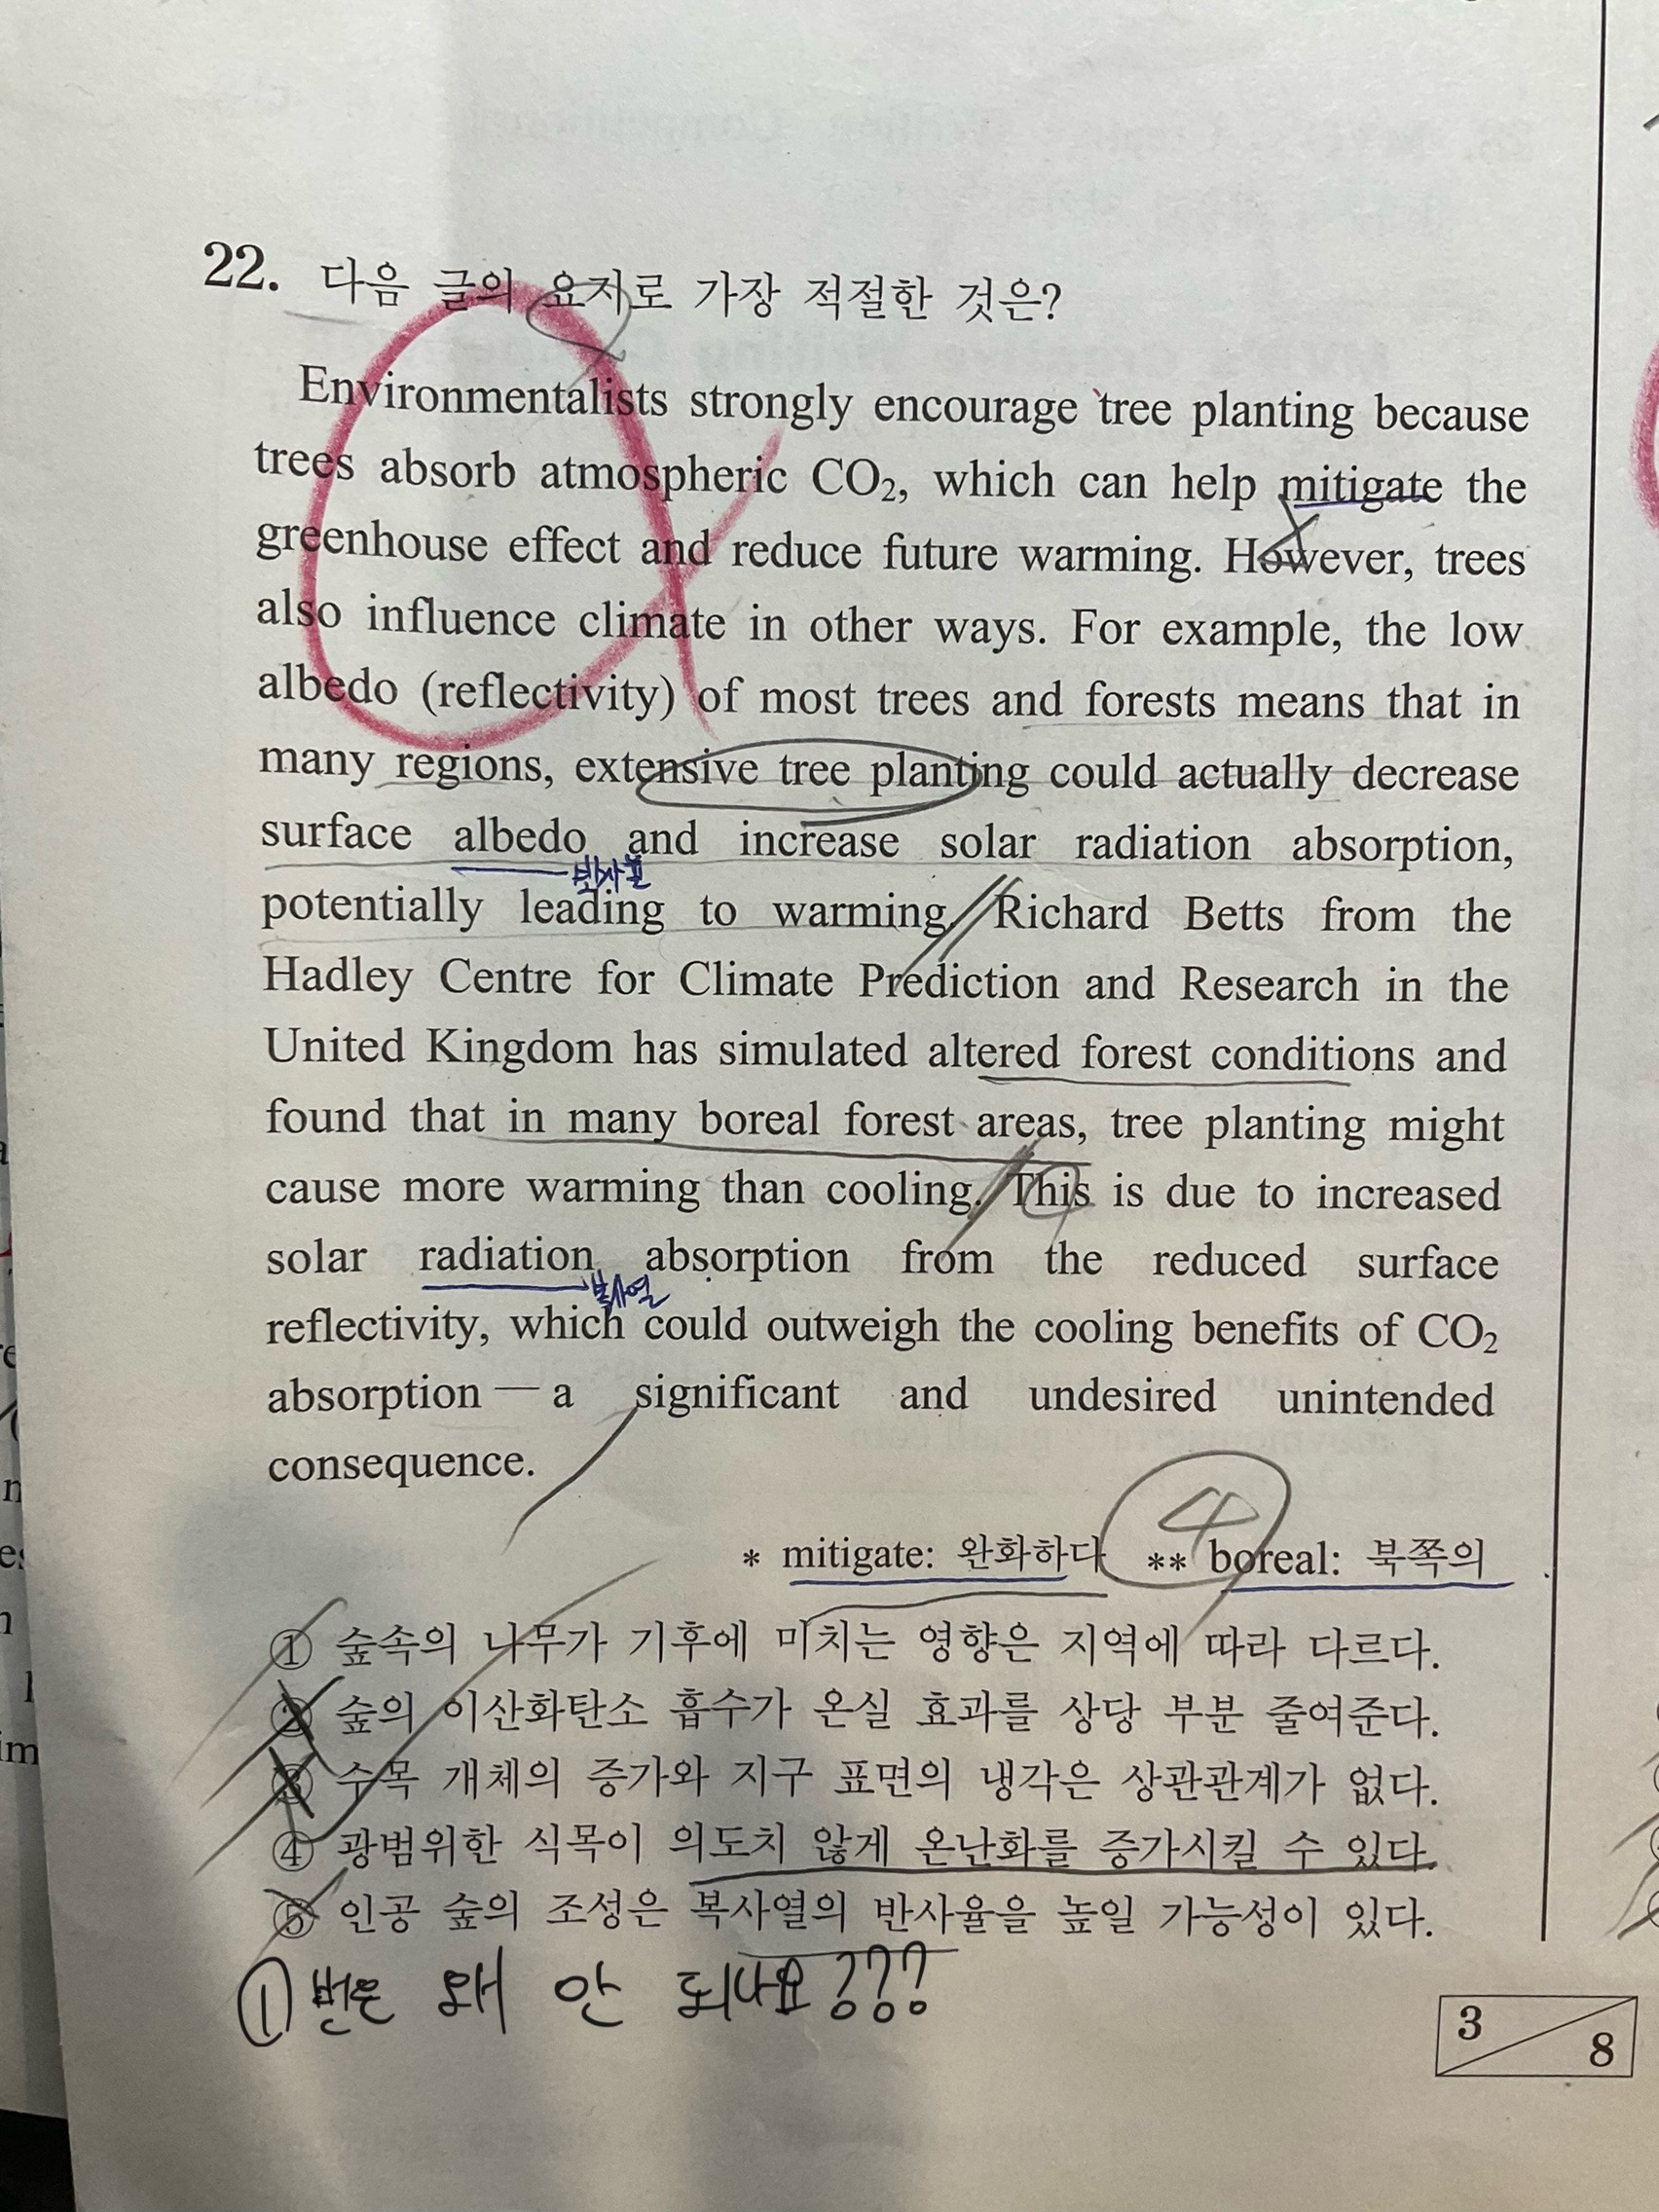 22. 다음 글의 요지로 가장 적절한 것은?
Environmentalists strongly encourage tree planting because
trees absorb atmospheric CO₂, which can help mitigate the
greenhouse effect and reduce future warming. However, trees
also influence climate in other ways. For example, the low
albedo (reflectivity) of most trees and forests means that in
many regions, extensive tree planting could actually decrease
surface albedo and increase solar radiation absorption,
반사율
potentially leading to warming. Richard Betts from the
Hadley Centre for Climate Prediction and Research in the
United Kingdom has simulated altered forest conditions and
found that in many boreal forest areas, tree planting might
cause more warming than cooling. This is due to increased
solar radiation absorption from the reduced surface
복사열
reflectivity, which could outweigh the cooling benefits of CO₂
absorption — a significant and undesired unintended
consequence.
4
* mitigate: 완화하다 ** boreal: 북쪽의
① 숲속의 나무가 기후에 미치는 영향은 지역에 따라 다르다.
② 숲의 이산화탄소 흡수가 온실 효과를 상당 부분 줄여준다.
③ 수목 개체의 증가와 지구 표면의 냉각은 상관관계가 없다.
④ 광범위한 식목이 의도치 않게 온난화를 증가시킬 수 있다.
⑤ 인공 숲의 조성은 복사열의 반사율을 높일 가능성이 있다.
①번은 왜 안 되나요???
3
8